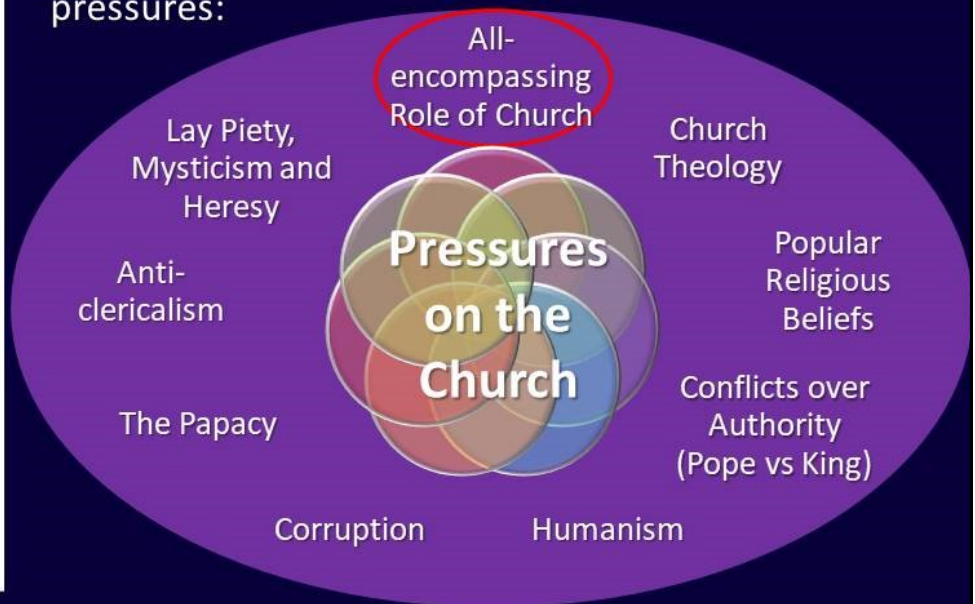 pressures:
All-
encompassing
Role of Church
Church
Theology
Popular
Religious
Beliefs
Conflicts over
Authority
(Pope vs King)
Humanism
Corruption
The Papacy
Anti-
clericalism
Lay Piety,
Mysticism and
Heresy
Pressures
on the
Church